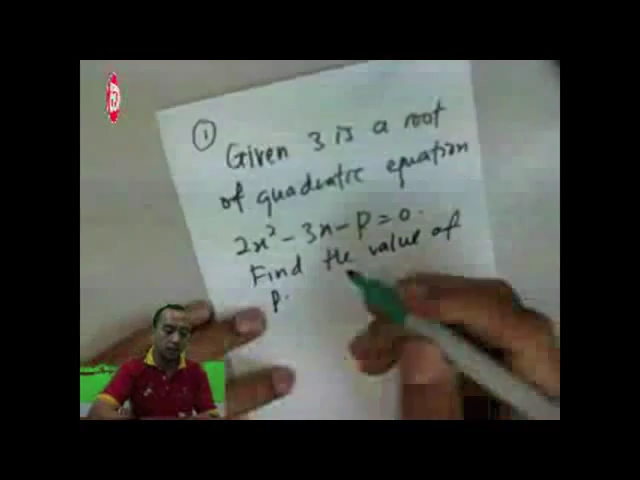 ①
Given 3 is a root
of quadratic equation
2x² - 3x - p = 0.
Find the value of
p.